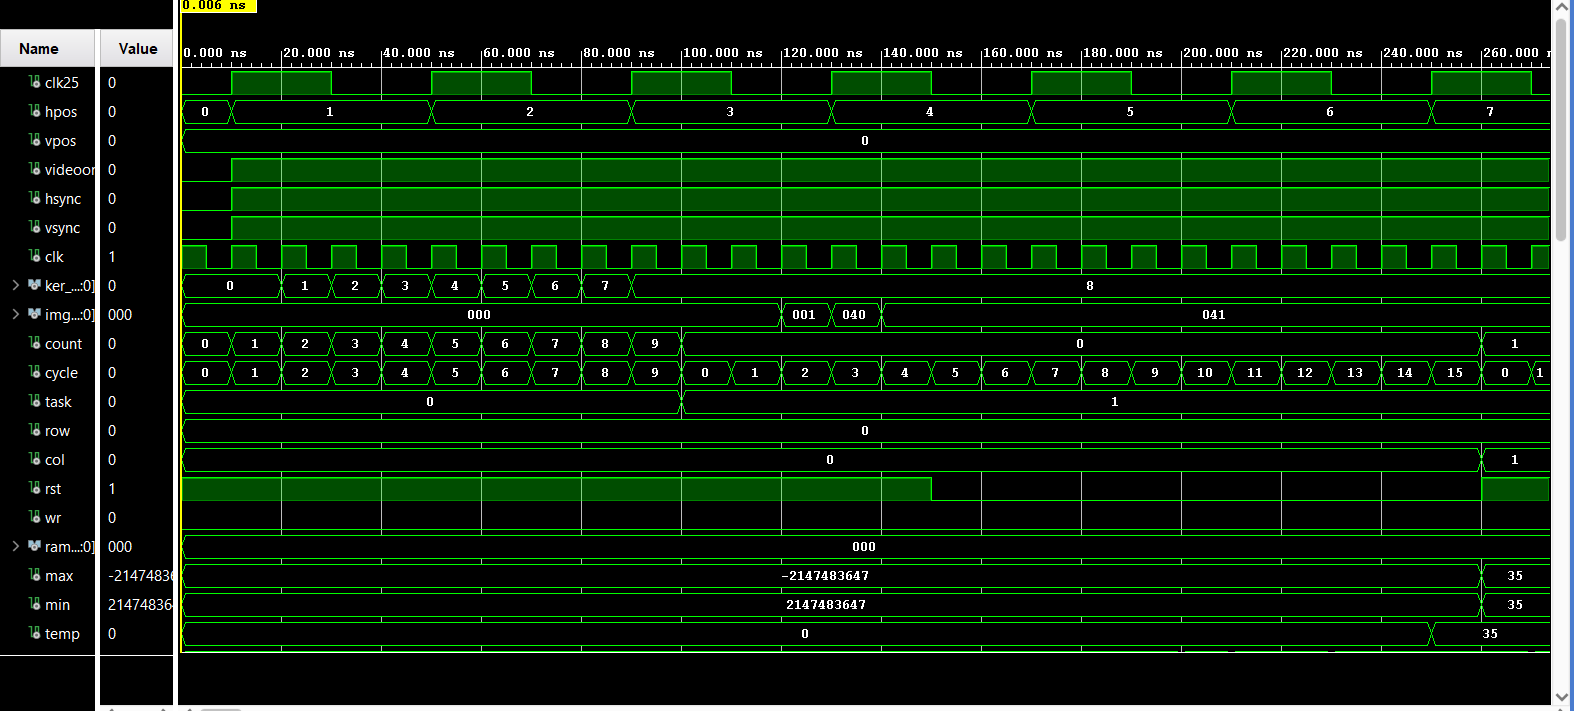 0.006 ns
Name Value
0.000 ns 20.000 ns 40.000 ns 60.000 ns 80.000 ns 100.000 ns 120.000 ns 140.000 ns 160.000 ns 180.000 ns 200.000 ns 220.000 ns 240.000 ns 260.000 n
clk25 0
hpos 0 0 1 2 3 4 5 6 7
vpos 0 0
videoor 0
hsync 0
vsync 0
clk 1
ker_...:0] 0 0 1 2 3 4 5 6 7 8
img...:0] 000 000 001 040 041
count 0 0 1 2 3 4 5 6 7 8 9 0 1
cycle 0 0 1 2 3 4 5 6 7 8 9 0 1 2 3 4 5 6 7 8 9 10 11 12 13 14 15 0 1
task 0 0 1
row 0 0
col 0 0 1
rst 1
wr 0
ram...:0] 000 000
max -21474836 -2147483647 35
min 214748364 2147483647 35
temp 0 0 35